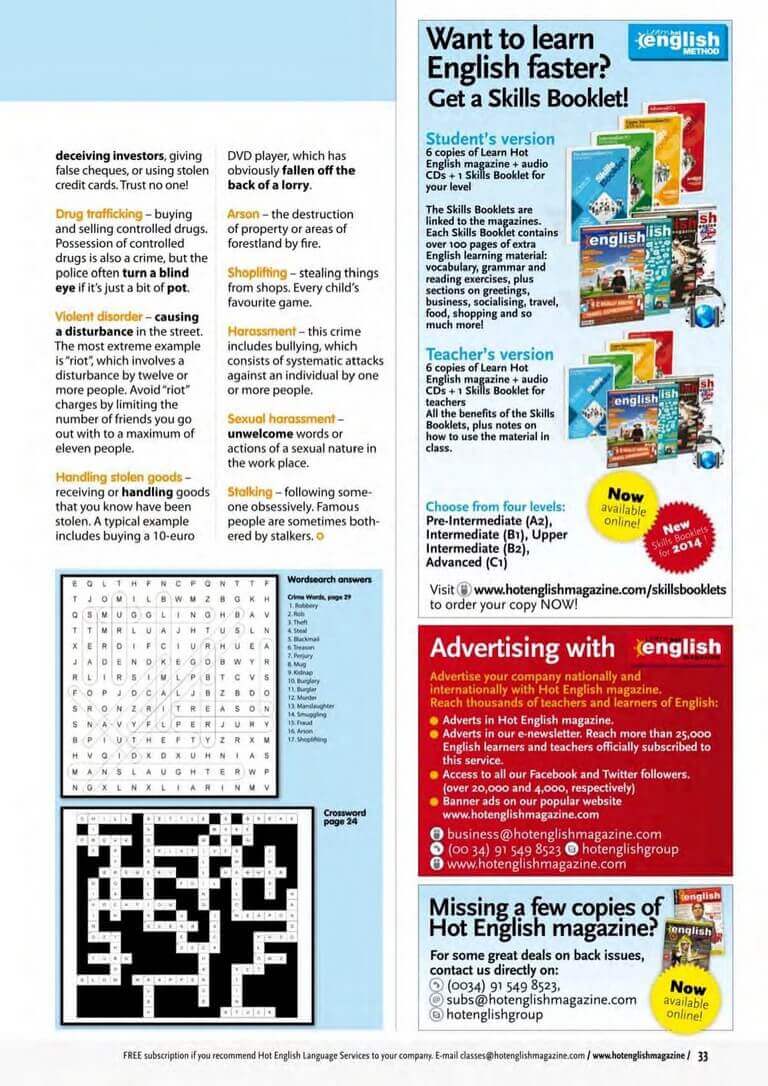 deceiving investors, giving
false cheques, or using stolen
credit cards. Trust no one!
Drug trafficking – buying
and selling controlled drugs.
Possession of controlled
drugs is also a crime, but the
police often turn a blind
eye if it's just a bit of pot.
Violent disorder – causing
a disturbance in the street.
The most extreme example
is "riot", which involves a
disturbance by twelve or
more people. Avoid "riot"
charges by limiting the
number of friends you go
out with to a maximum of
eleven people.
Handling stolen goods –
receiving or handling goods
that you know have been
stolen. A typical example
includes buying a 10-euro
DVD player, which has
obviously fallen off the
back of a lorry.
Arson – the destruction
of property or areas of
forestland by fire.
Shoplifting – stealing things
from shops. Every child's
favourite game.
Harassment – this crime
includes bullying, which
consists of systematic attacks
against an individual by one
or more people.
Sexual harassment –
unwelcome words or
actions of a sexual nature in
the work place.
Stalking – following some-
one obsessively. Famous
people are sometimes both-
ered by stalkers.
Wordsearch answers
Crime Words, page 29
1. Robbery
2. Rob
3. Theft
4. Steal
5. Blackmail
6. Treason
7. Perjury
8. Mug
9. Kidnap
10. Burglary
11. Burglar
12. Murder
13. Manslaughter
14. Smuggling
15. Fraud
16. Arson
17. Shoplifting
Crossword
page 24
Want to learn
English faster?
Get a Skills Booklet!
english
METHOD
Student's version
6 copies of Learn Hot
English magazine + audio
CDs + 1 Skills Booklet for
your level
The Skills Booklets are
linked to the magazines.
Each Skills Booklet contains
over 100 pages of extra
English learning material:
vocabulary, grammar and
reading exercises, plus
sections on greetings,
business, socialising, travel,
food, shopping and so
much more!
Teacher's version
6 copies of Learn Hot
English magazine + audio
CDs + 1 Skills Booklet for
teachers
All the benefits of the Skills
Booklets, plus notes on
how to use the material in
class.
Choose from four levels:
Pre-Intermediate (A2),
Intermediate (B1), Upper
Intermediate (B2),
Advanced (C1)
Now
available
online!
New
Skills Booklets
for 2014!
Visit www.hotenglishmagazine.com/skillsbooklets
to order your copy NOW!
Advertising with
english
Advertise your company nationally and
internationally with Hot English magazine.
Reach thousands of teachers and learners of English:
Adverts in Hot English magazine.
Adverts in our e-newsletter. Reach more than 25,000
English learners and teachers officially subscribed to
this service.
Access to all our Facebook and Twitter followers.
(over 20,000 and 4,000, respectively)
Banner ads on our popular website
www.hotenglishmagazine.com
business@hotenglishmagazine.com
(00 34) 91 549 8523 hotenglishgroup
www.hotenglishmagazine.com
Missing a few copies of
Hot English magazine?
For some great deals on back issues,
contact us directly on:
(0034) 91 549 8523,
subs@hotenglishmagazine.com
hotenglishgroup
english
english
Now
available
online!
FREE subscription if you recommend Hot English Language Services to your company. E-mail classes@hotenglishmagazine.com / www.hotenglishmagazine / 33